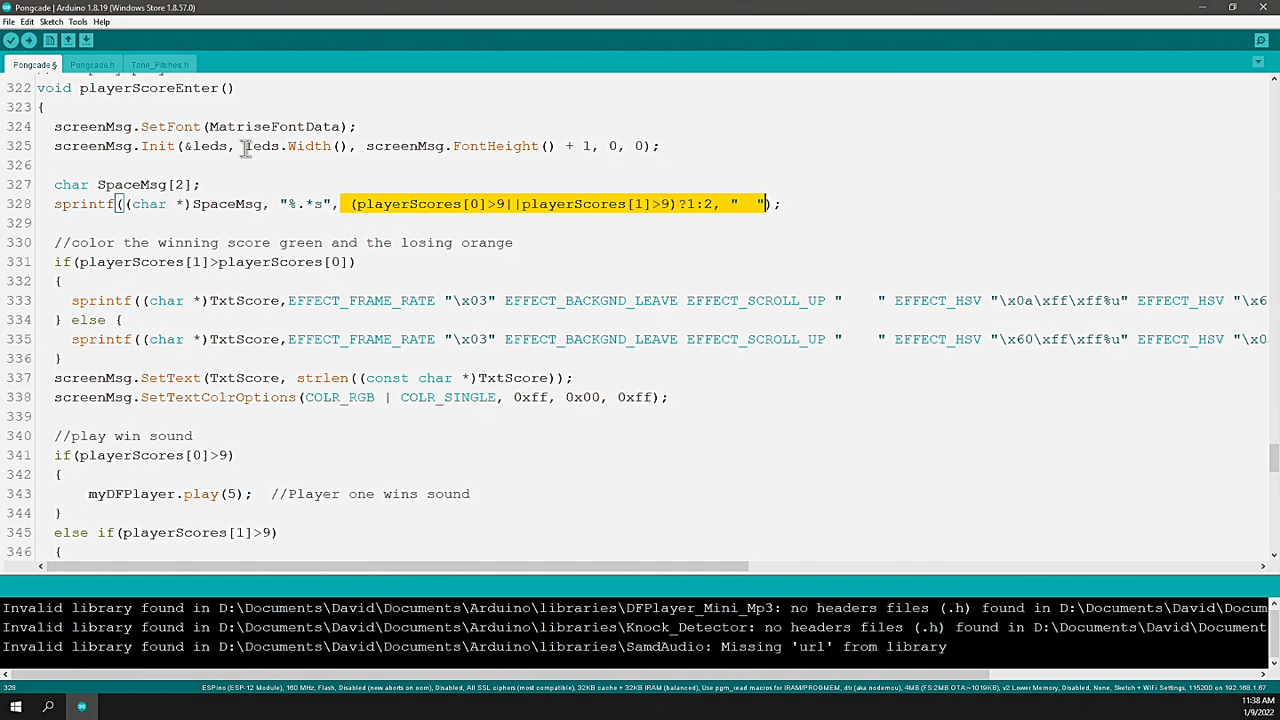 Pongcade | Arduino 1.8.19 (Windows Store 1.8.57.0)
File Edit Sketch Tools Help
Pongcade § Pongcade.h Tone_Pitches.h
322 void playerScoreEnter()
323 {
324 screenMsg.SetFont(MatriseFontData);
325 screenMsg.Init(&leds, leds.Width(), screenMsg.FontHeight() + 1, 0, 0);
326
327 char SpaceMsg[2];
328 sprintf((char *)SpaceMsg, "%.*s", (playerScores[0]>9||playerScores[1]>9)?1:2, "  ");
329
330 //color the winning score green and the losing orange
331 if(playerScores[1]>playerScores[0])
332 {
333 sprintf((char *)TxtScore,EFFECT_FRAME_RATE "\x03" EFFECT_BACKGND_LEAVE EFFECT_SCROLL_UP "    " EFFECT_HSV "\x0a\xff\xff%u" EFFECT_HSV "\x6
334 } else {
335 sprintf((char *)TxtScore,EFFECT_FRAME_RATE "\x03" EFFECT_BACKGND_LEAVE EFFECT_SCROLL_UP "    " EFFECT_HSV "\x60\xff\xff%u" EFFECT_HSV "\x0
336 }
337 screenMsg.SetText(TxtScore, strlen((const char *)TxtScore));
338 screenMsg.SetTextColrOptions(COLR_RGB | COLR_SINGLE, 0xff, 0x00, 0xff);
339
340 //play win sound
341 if(playerScores[0]>9)
342 {
343 myDFPlayer.play(5); //Player one wins sound
344 }
345 else if(playerScores[1]>9)
346 {
Invalid library found in D:\Documents\David\Documents\Arduino\libraries\DFPlayer_Mini_Mp3: no headers files (.h) found in D:\Docum
Invalid library found in D:\Documents\David\Documents\Arduino\libraries\Knock_Detector: no headers files (.h) found in D:\Document
Invalid library found in D:\Documents\David\Documents\Arduino\libraries\SamdAudio: Missing 'url' from library
328 ESPino (ESP-12 Module), 160 MHz, Flash, Disabled (new aborts on oom), Disabled, All SSL ciphers (most compatible), 32KB cache + 32KB IRAM (balanced), Use pgm_read macros for IRAM/PROGMEM, dtr (aka nodemcu), 4MB (FS:2MB OTA:~1019KB), v2 Lower Memory, Disabled, None, Sketch + WiFi Settings, 115200 on 192.168.1.67
11:38 AM
1/9/2022